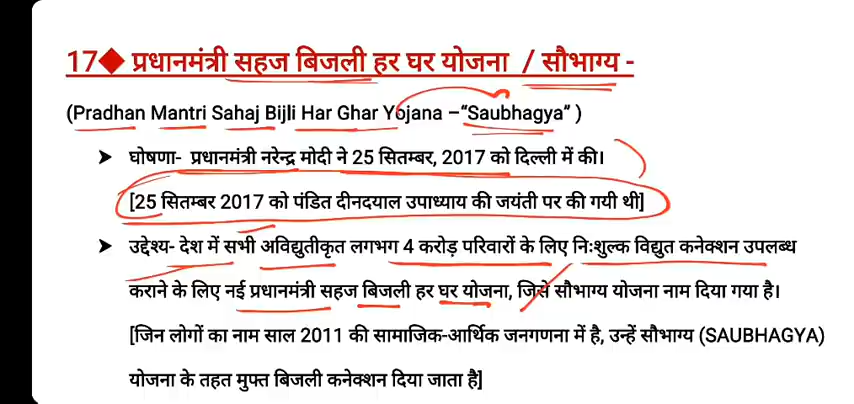 17◆ प्रधानमंत्री सहज बिजली हर घर योजना / सौभाग्य -
(Pradhan Mantri Sahaj Bijli Har Ghar Yojana –“Saubhagya” )
➤ घोषणा- प्रधानमंत्री नरेन्द्र मोदी ने 25 सितम्बर, 2017 को दिल्ली में की।
[25 सितम्बर 2017 को पंडित दीनदयाल उपाध्याय की जयंती पर की गयी थी]
➤ उद्देश्य- देश में सभी अविद्युतीकृत लगभग 4 करोड़ परिवारों के लिए निःशुल्क विद्युत कनेक्शन उपलब्ध
कराने के लिए नई प्रधानमंत्री सहज बिजली हर घर योजना, जिसे सौभाग्य योजना नाम दिया गया है।
[जिन लोगों का नाम साल 2011 की सामाजिक-आर्थिक जनगणना में है, उन्हें सौभाग्य (SAUBHAGYA)
योजना के तहत मुफ्त बिजली कनेक्शन दिया जाता है]